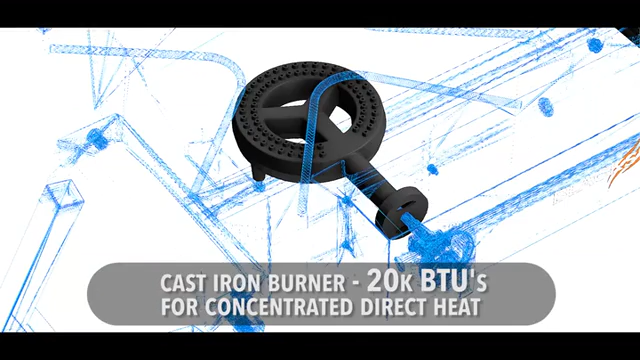 CAST IRON BURNER - 20K BTU'S
FOR CONCENTRATED DIRECT HEAT